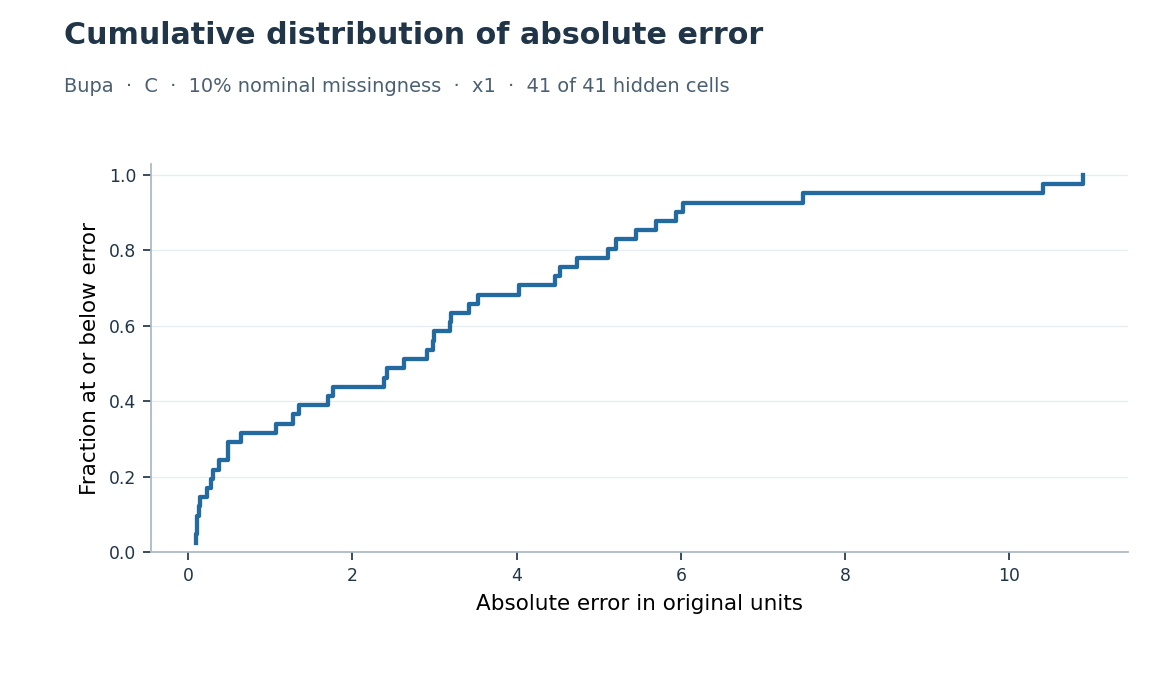 Cumulative distribution of absolute error
Bupa · C · 10% nominal missingness · x1 · 41 of 41 hidden cells
Fraction at or below error
1.0
0.8
0.6
0.4
0.2
0.0
0 2 4 6 8 10
Absolute error in original units